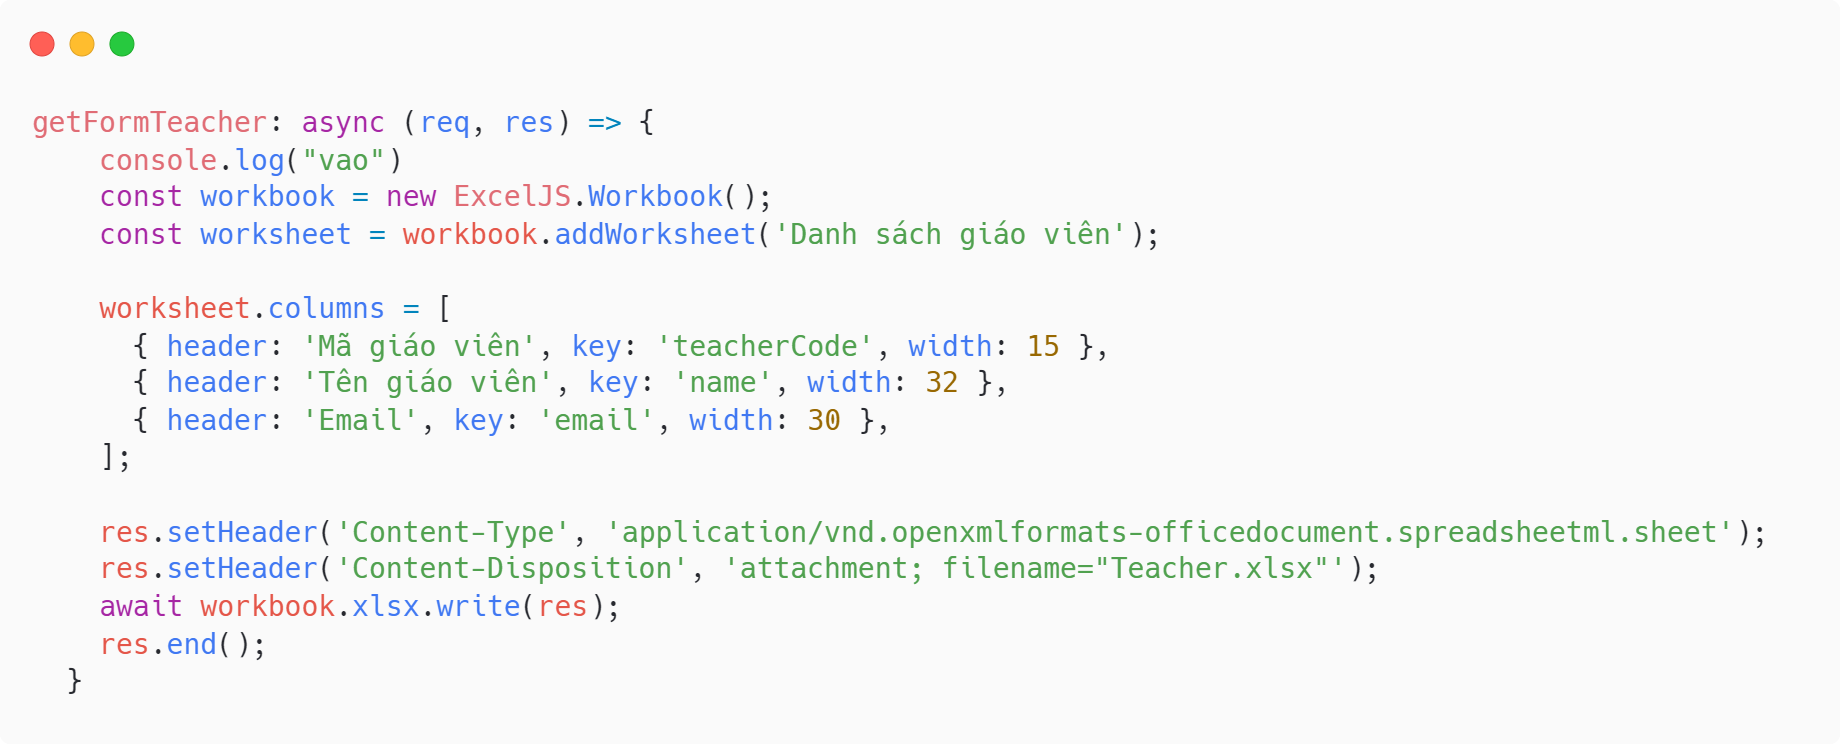 getFormTeacher: async (req, res) => {
    console.log("vao")
    const workbook = new ExcelJS.Workbook();
    const worksheet = workbook.addWorksheet('Danh sách giáo viên');

    worksheet.columns = [
      { header: 'Mã giáo viên', key: 'teacherCode', width: 15 },
      { header: 'Tên giáo viên', key: 'name', width: 32 },
      { header: 'Email', key: 'email', width: 30 },
    ];

    res.setHeader('Content-Type', 'application/vnd.openxmlformats-officedocument.spreadsheetml.sheet');
    res.setHeader('Content-Disposition', 'attachment; filename="Teacher.xlsx"');
    await workbook.xlsx.write(res);
    res.end();
  }